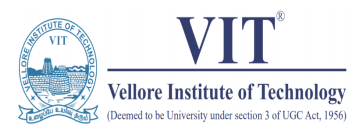 VELLORE INSTITUTE OF TECHNOLOGY
VIT
VIT®
Vellore Institute of Technology
(Deemed to be University under section 3 of UGC Act, 1956)